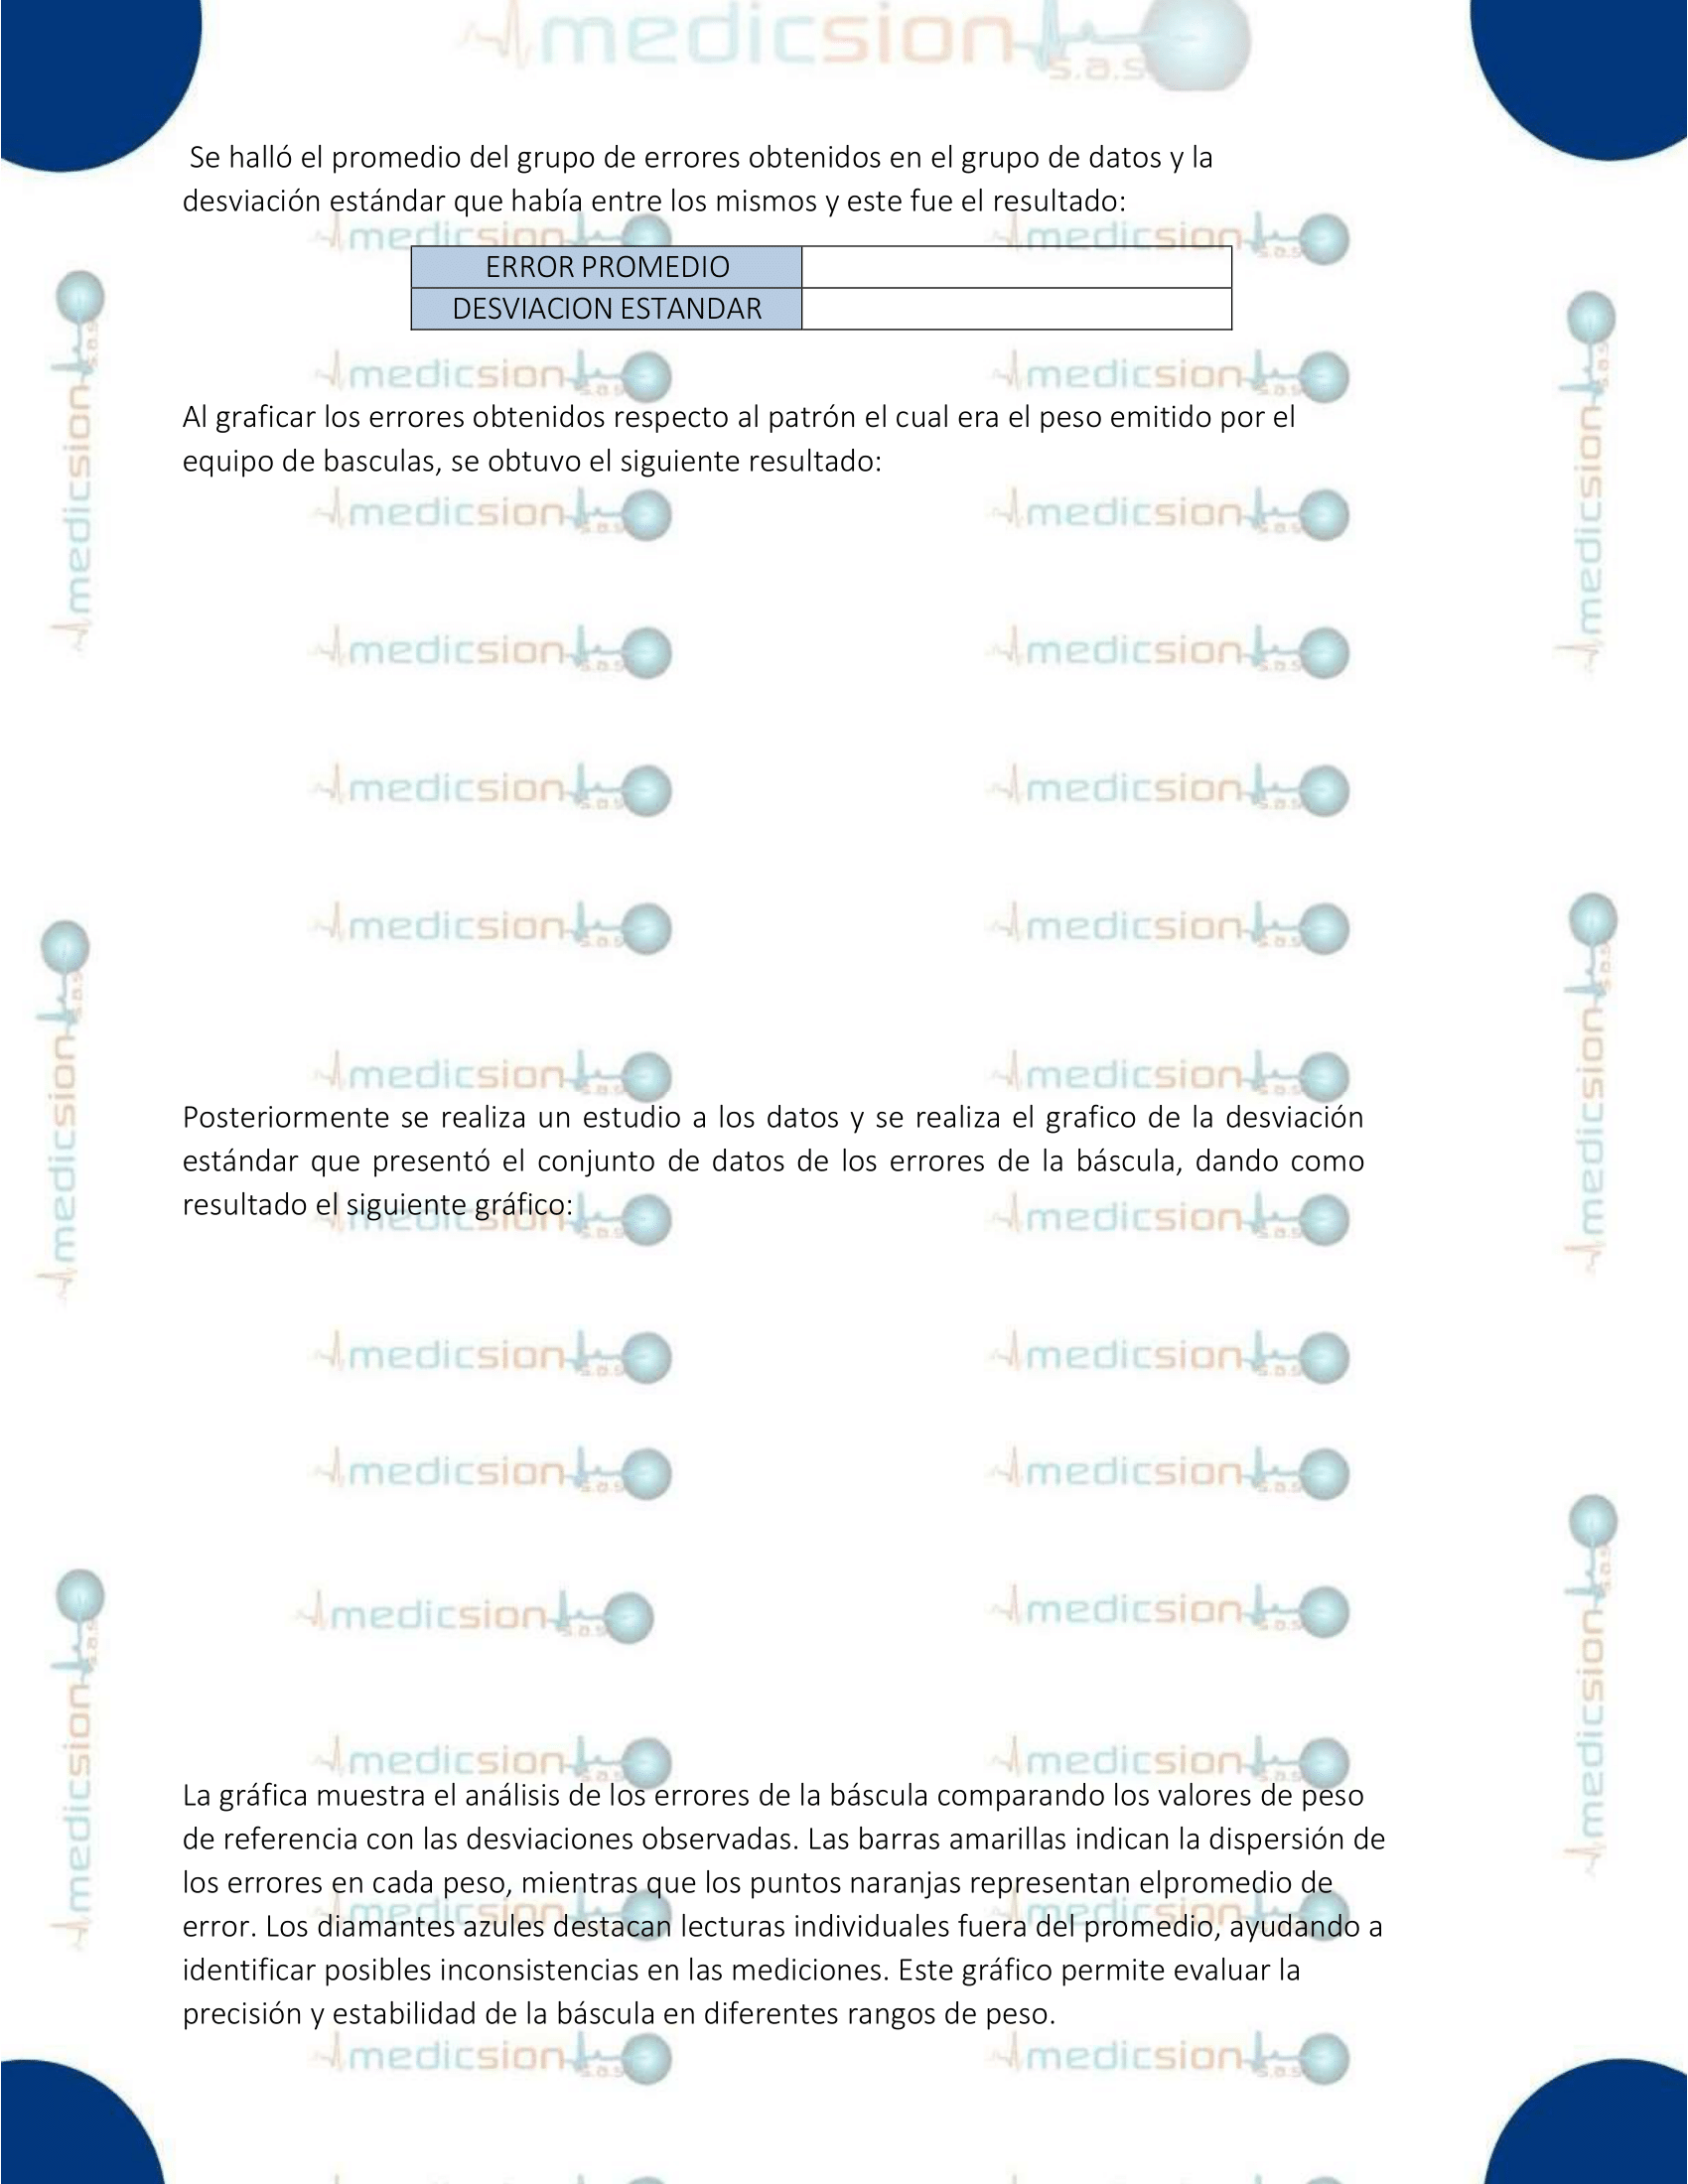 medicsion
s.a.s
Se halló el promedio del grupo de errores obtenidos en el grupo de datos y la
desviación estándar que había entre los mismos y este fue el resultado:
ERROR PROMEDIO
DESVIACION ESTANDAR
Al graficar los errores obtenidos respecto al patrón el cual era el peso emitido por el
equipo de basculas, se obtuvo el siguiente resultado:
Posteriormente se realiza un estudio a los datos y se realiza el grafico de la desviación
estándar que presentó el conjunto de datos de los errores de la báscula, dando como
resultado el siguiente gráfico:
La gráfica muestra el análisis de los errores de la báscula comparando los valores de peso
de referencia con las desviaciones observadas. Las barras amarillas indican la dispersión de
los errores en cada peso, mientras que los puntos naranjas representan elpromedio de
error. Los diamantes azules destacan lecturas individuales fuera del promedio, ayudando a
identificar posibles inconsistencias en las mediciones. Este gráfico permite evaluar la
precisión y estabilidad de la báscula en diferentes rangos de peso.